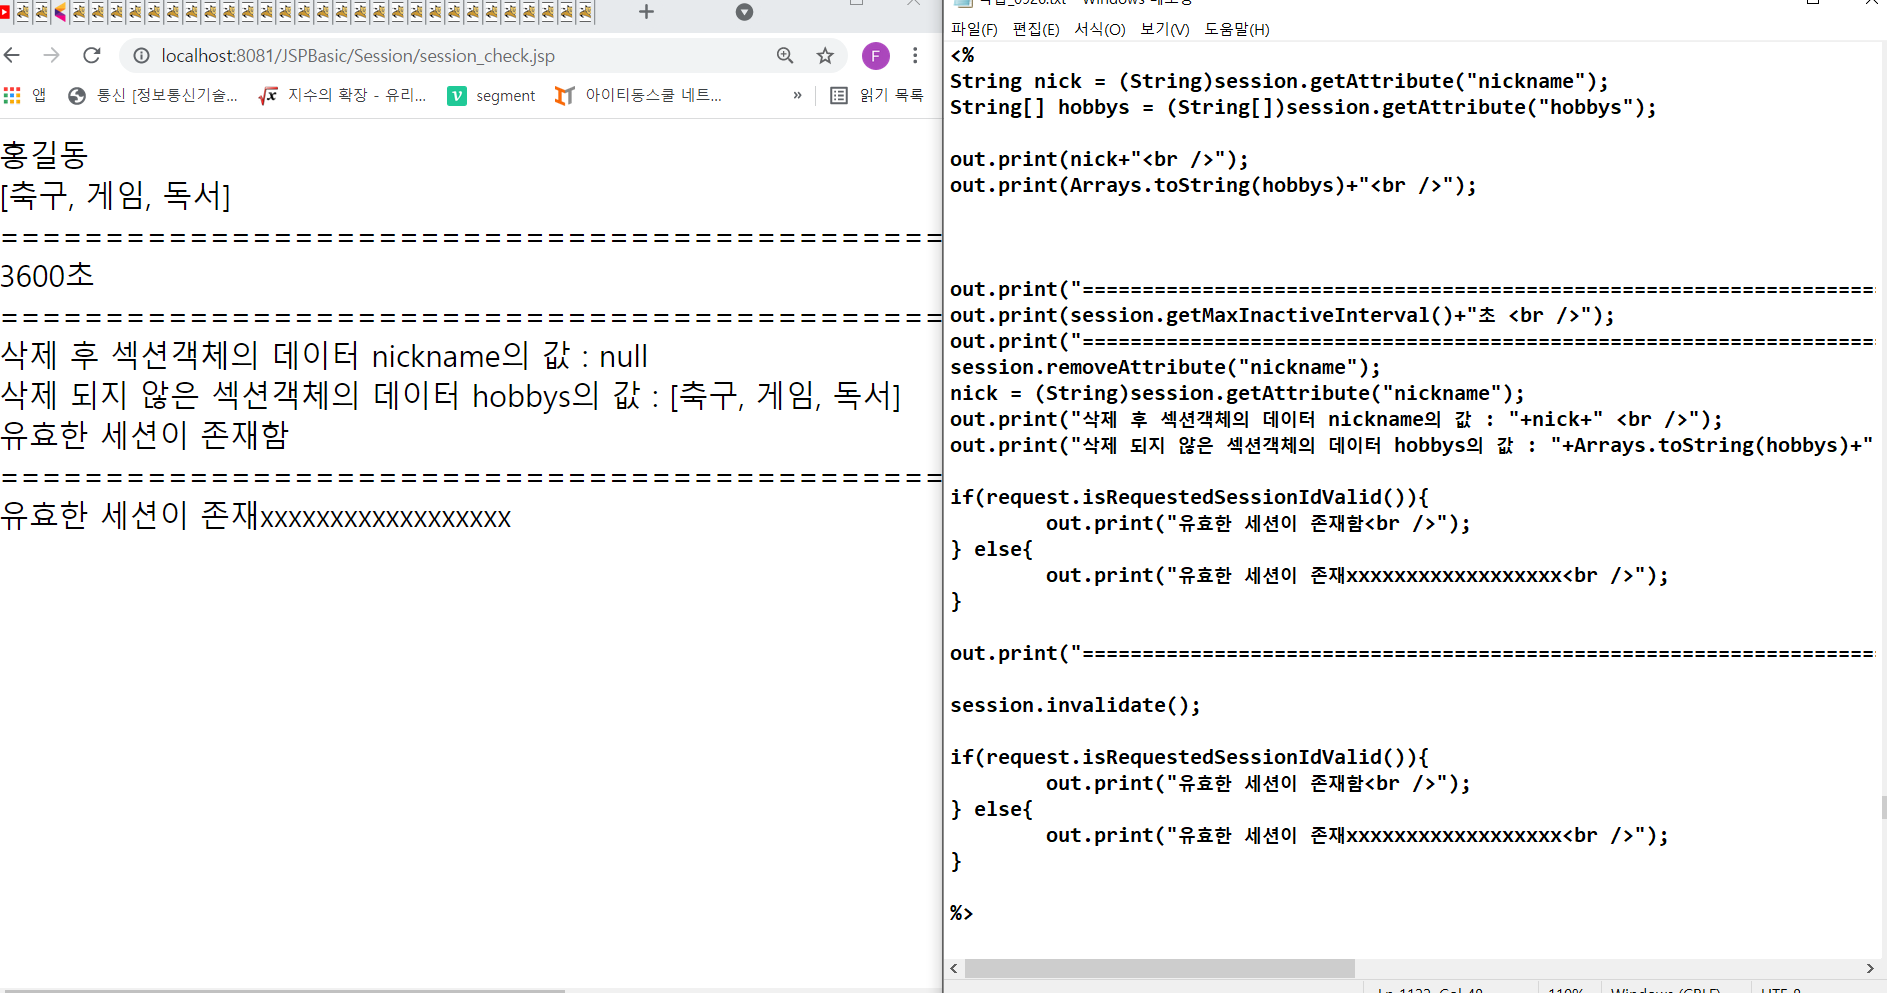 localhost:8081/JSPBasic/Session/session_check.jsp
F
앱
통신 [정보통신기술...
지수의 확장 - 유리...
segment
아이티동스쿨 네트...
»
읽기 목록
홍길동
[축구, 게임, 독서]
=============================================
3600초
=============================================
삭제 후 섹션객체의 데이터 nickname의 값 : null
삭제 되지 않은 섹션객체의 데이터 hobbys의 값 : [축구, 게임, 독서]
유효한 세션이 존재함
=============================================
유효한 세션이 존재xxxxxxxxxxxxxxxxxx
파일(F) 편집(E) 서식(O) 보기(V) 도움말(H)
<%
String nick = (String)session.getAttribute("nickname");
String[] hobbys = (String[])session.getAttribute("hobbys");
out.print(nick+"<br />");
out.print(Arrays.toString(hobbys)+"<br />");
out.print("==================================================================
out.print(session.getMaxInactiveInterval()+"초 <br />");
out.print("==================================================================
session.removeAttribute("nickname");
nick = (String)session.getAttribute("nickname");
out.print("삭제 후 섹션객체의 데이터 nickname의 값 : "+nick+" <br />");
out.print("삭제 되지 않은 섹션객체의 데이터 hobbys의 값 : "+Arrays.toString(hobbys)+"
if(request.isRequestedSessionIdValid()){
out.print("유효한 세션이 존재함<br />");
} else{
out.print("유효한 세션이 존재xxxxxxxxxxxxxxxxxx<br />");
}
out.print("==================================================================
session.invalidate();
if(request.isRequestedSessionIdValid()){
out.print("유효한 세션이 존재함<br />");
} else{
out.print("유효한 세션이 존재xxxxxxxxxxxxxxxxxx<br />");
}
%>